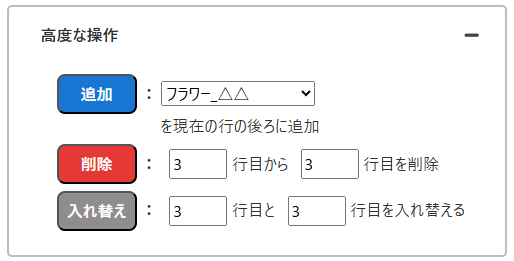 高度な操作
追加 : フラワー_△△
を現在の行の後ろに追加
削除 : 3 行目から 3 行目を削除
入れ替え : 3 行目と 3 行目を入れ替える